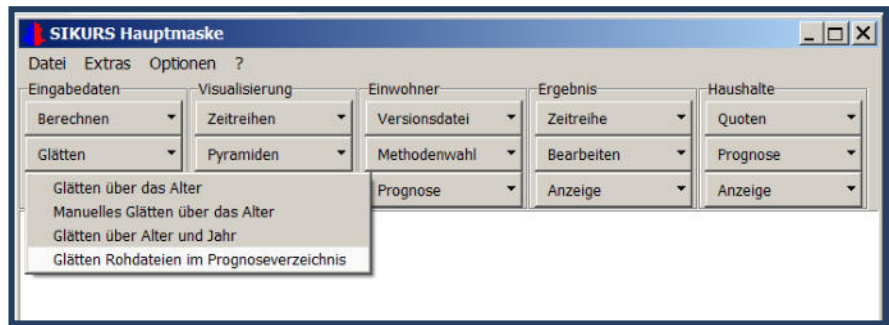 SIKURS Hauptmaske
Datei Extras Optionen ?
Eingabedaten Visualisierung Einwohner Ergebnis Haushalte
Berechnen Zeitreihen Versionsdatei Zeitreihe Quoten
Glätten Pyramiden Methodenwahl Bearbeiten Prognose
Prognose Anzeige Anzeige
Glätten über das Alter
Manuelles Glätten über das Alter
Glätten über Alter und Jahr
Glätten Rohdateien im Prognoseverzeichnis